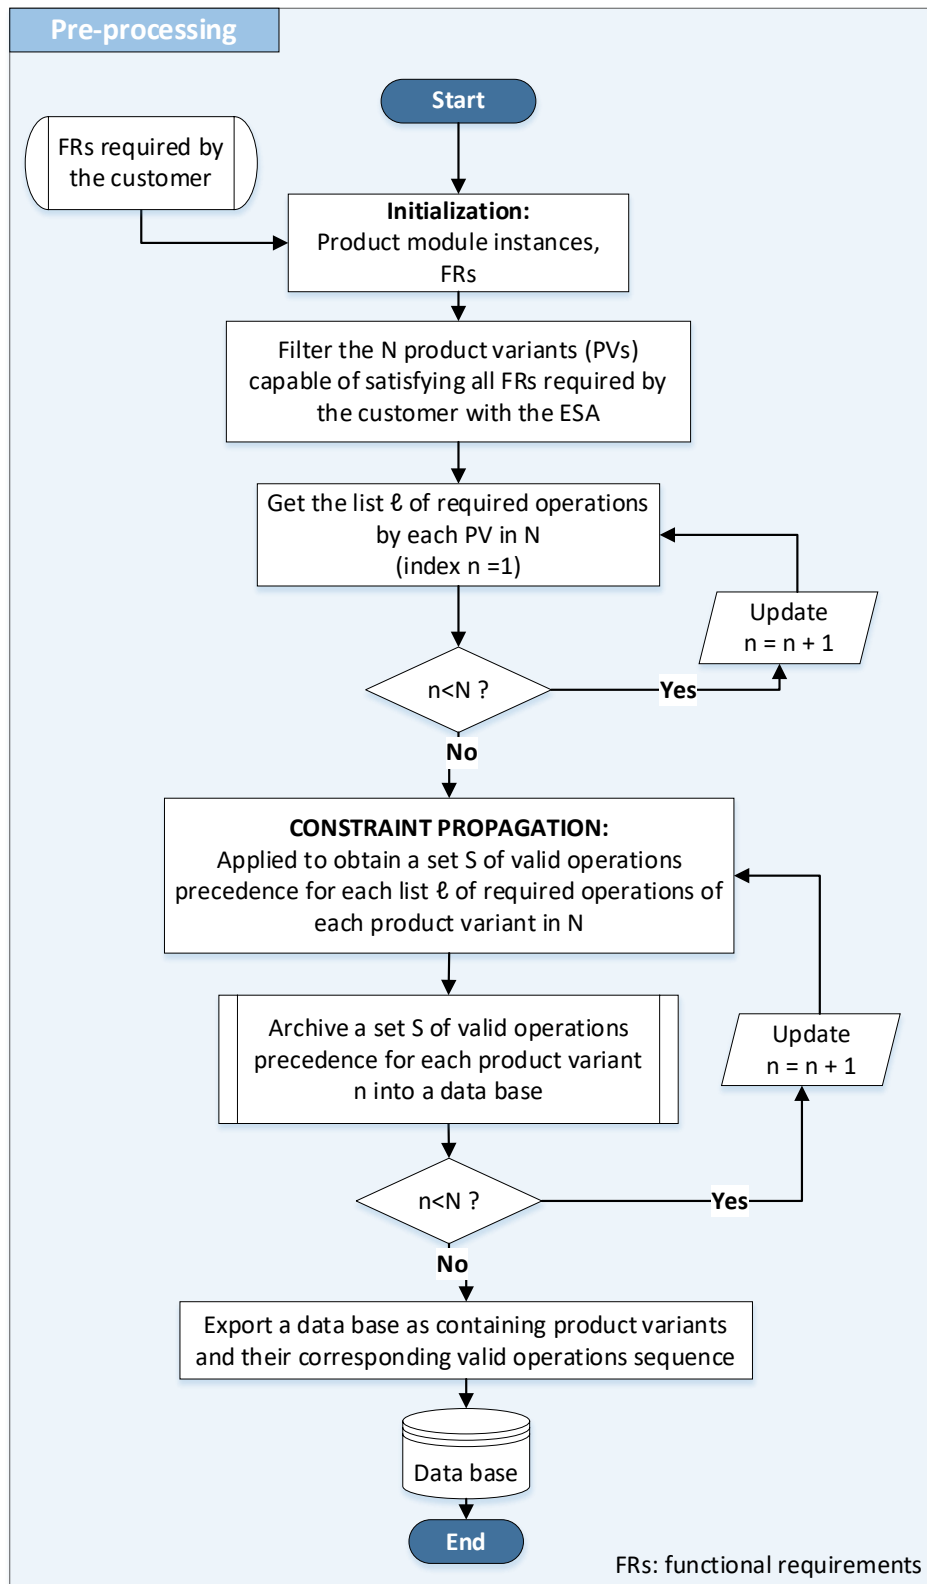 Pre-processing
Start
FRs required by
the customer
Initialization:
Product module instances,
FRs
Filter the N product variants (PVs)
capable of satisfying all FRs required by
the customer with the ESA
Get the list ℓ of required operations
by each PV in N
(index n =1)
Update
n = n + 1
n<N ?
Yes
No
CONSTRAINT PROPAGATION:
Applied to obtain a set S of valid operations
precedence for each list ℓ of required operations of
each product variant in N
Archive a set S of valid operations
precedence for each product variant
n into a data base
Update
n = n + 1
n<N ?
Yes
No
Export a data base as containing product variants
and their corresponding valid operations sequence
Data base
End
FRs: functional requirements